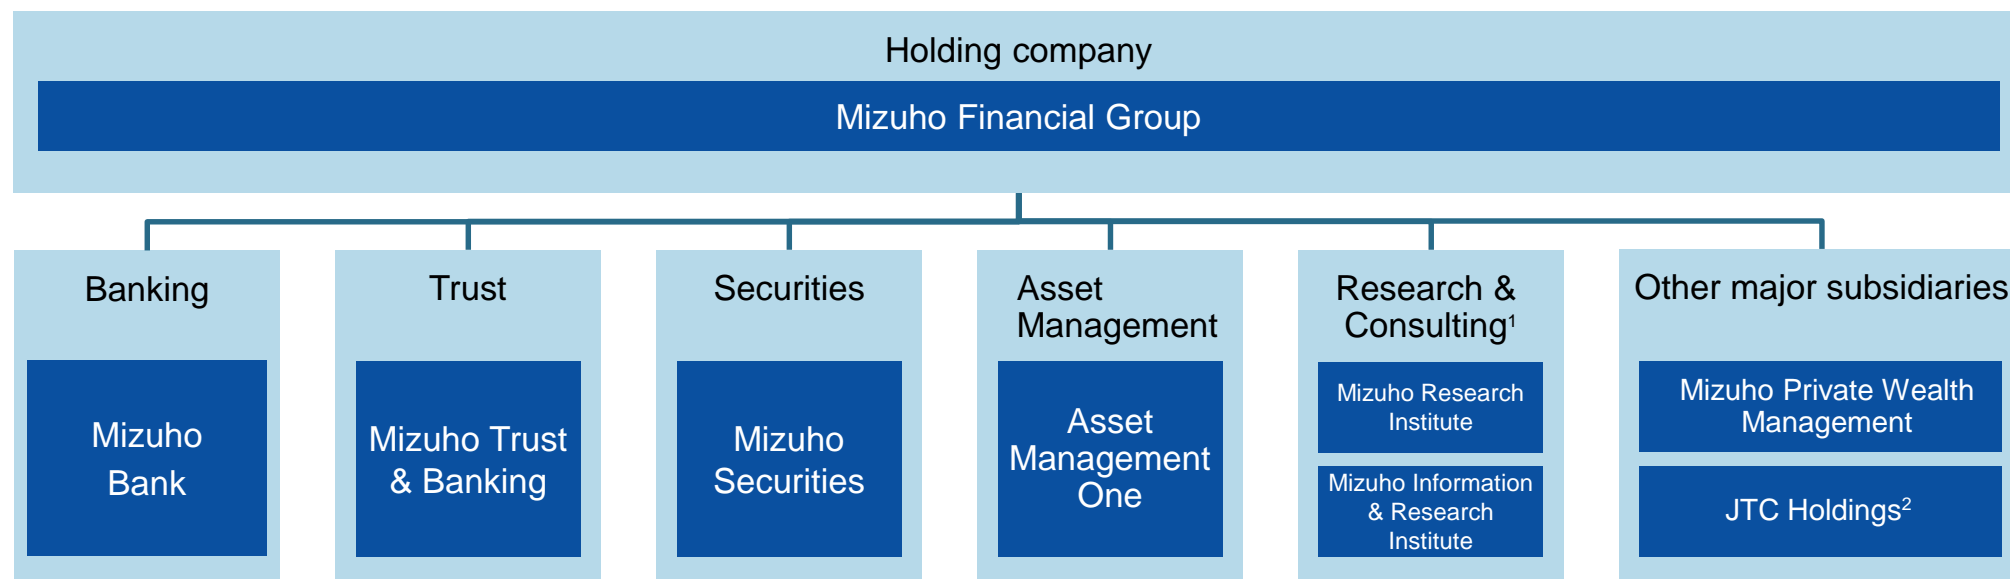 Holding company
Mizuho Financial Group
Banking
Mizuho
Bank
Trust
Mizuho Trust
& Banking
Securities
Mizuho
Securities
Asset
Management
Asset
Management
One
Research &
Consulting¹
Mizuho Research
Institute
Mizuho Information
& Research
Institute
Other major subsidiaries
Mizuho Private Wealth
Management
JTC Holdings²